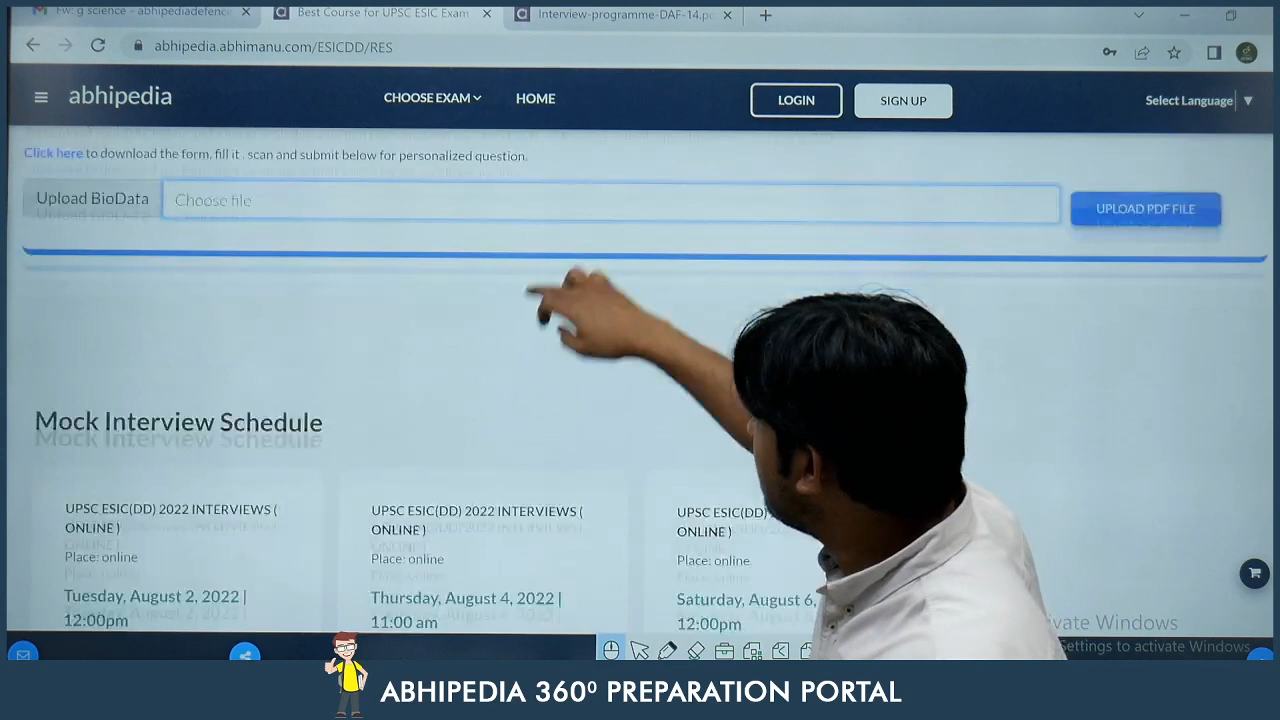 Fw: g science - abhipediadefenc
Best Course for UPSC ESIC Exam
Interview-programme-DAF-14.p
abhipedia.abhimanu.com/ESICDD/RES
abhipedia
CHOOSE EXAM
HOME
LOGIN
SIGN UP
Select Language
Click here to download the form, fill it , scan and submit below for personalized question.
Upload BioData
Choose file
UPLOAD PDF FILE
Mock Interview Schedule
UPSC ESIC(DD) 2022 INTERVIEWS (
ONLINE )
Place: online
Tuesday, August 2, 2022 |
12:00pm
UPSC ESIC(DD) 2022 INTERVIEWS (
ONLINE )
Place: online
Thursday, August 4, 2022 |
11:00 am
UPSC ESIC(DD)
ONLINE )
Place: online
Saturday, August 6,
12:00pm
ivate Windows
Settings to activate Windows.
ABHIPEDIA 360⁰ PREPARATION PORTAL